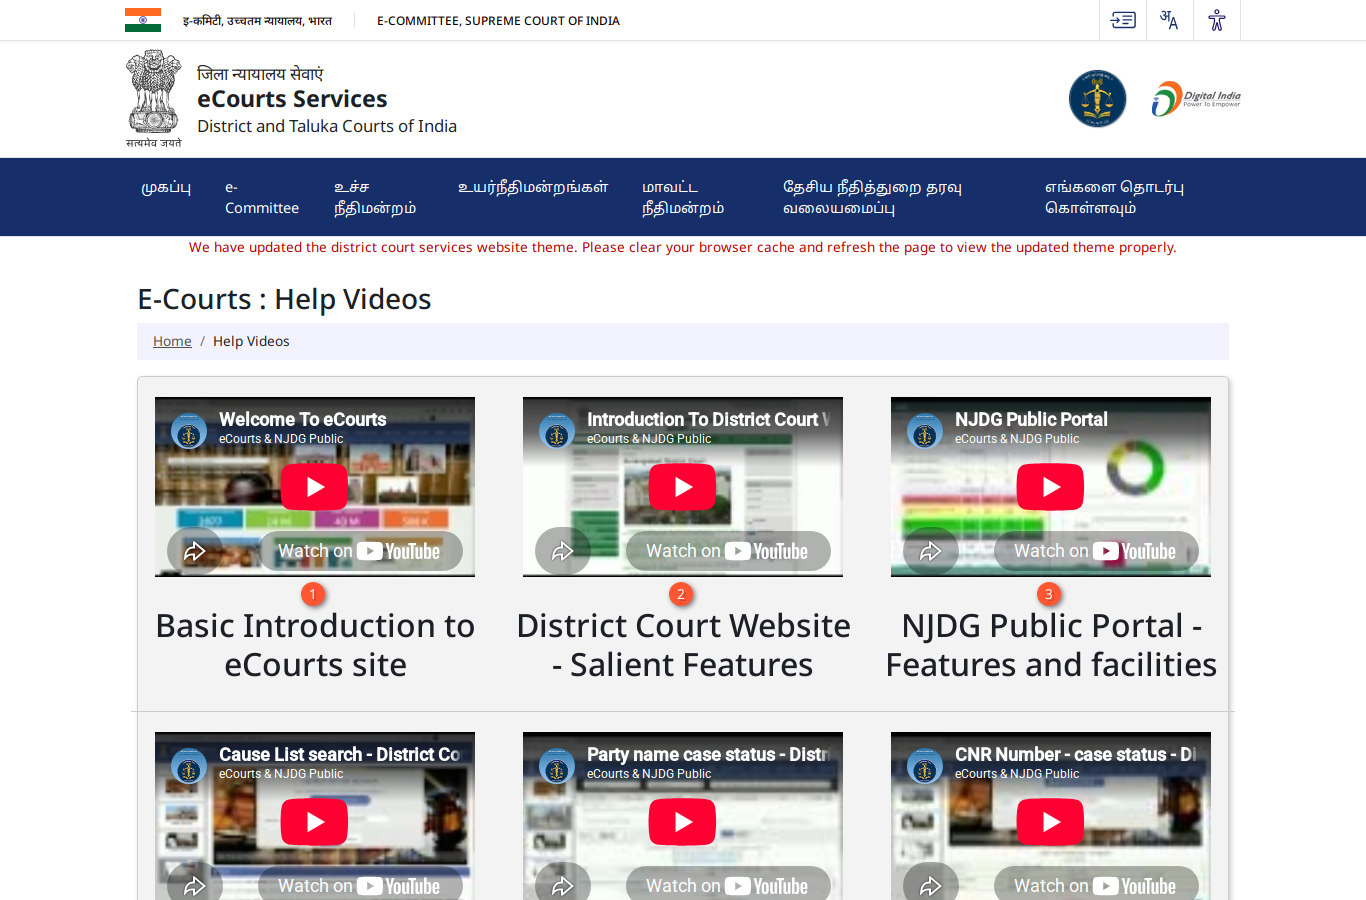 इ-कमिटी, उच्चतम न्यायालय, भारत
E-COMMITTEE, SUPREME COURT OF INDIA
अ A
सत्यमेव जयते
जिला न्यायालय सेवाएं
eCourts Services
District and Taluka Courts of India
Digital India
Power To Empower
முகப்பு
e-
Committee
உச்ச
நீதிமன்றம்
உயர்நீதிமன்றங்கள்
மாவட்ட
நீதிமன்றம்
தேசிய நீதித்துறை தரவு
வலையமைப்பு
எங்களை தொடர்பு
கொள்ளவும்
We have updated the district court services website theme. Please clear your browser cache and refresh the page to view the updated theme properly.
E-Courts : Help Videos
Home / Help Videos
Welcome To eCourts
eCourts & NJDG Public
Watch on YouTube
1
Basic Introduction to
eCourts site
Introduction To District Court
eCourts & NJDG Public
Watch on YouTube
2
District Court Website
- Salient Features
NJDG Public Portal
eCourts & NJDG Public
Watch on YouTube
3
NJDG Public Portal -
Features and facilities
Cause List search - District Co
eCourts & NJDG Public
Watch on YouTube
Party name case status - Distr
eCourts & NJDG Public
Watch on YouTube
CNR Number - case status - Di
eCourts & NJDG Public
Watch on YouTube